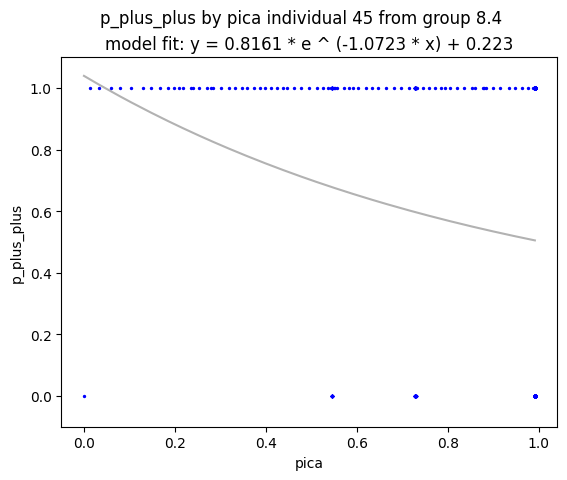 p_plus_plus by pica individual 45 from group 8.4
model fit: y = 0.8161 * e ^ (-1.0723 * x) + 0.223
1.0
0.8
0.6
0.4
0.2
0.0
p_plus_plus
0.0 0.2 0.4 0.6 0.8 1.0
pica